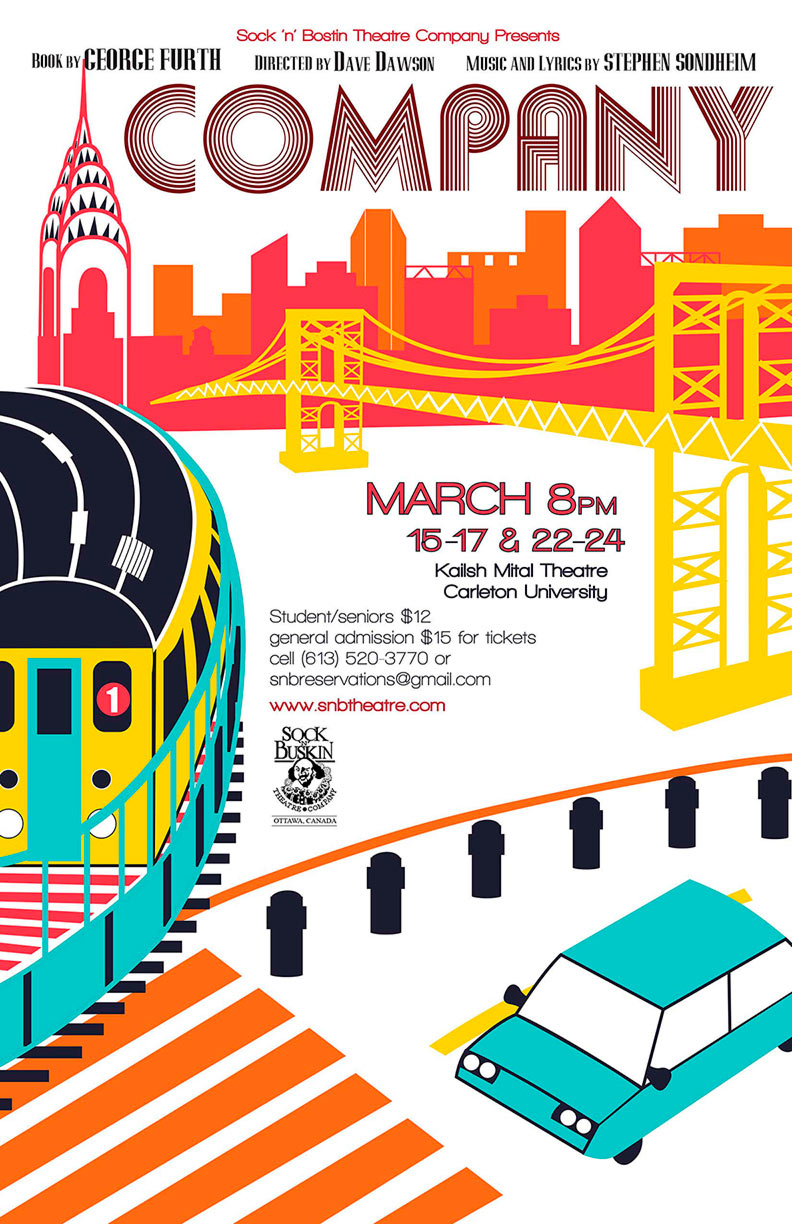 Sock 'n' Bostin Theatre Company Presents
BOOK BY GEORGE FURTH DIRECTED BY DAVE DAWSON MUSIC AND LYRICS BY STEPHEN SONDHEIM
COMPANY
MARCH 8PM
15-17 & 22-24
Kailsh Mital Theatre
Carleton University
Student/seniors $12
general admission $15 for tickets
cell (613) 520-3770 or
snbreservations@gmail.com
www.snbtheatre.com
1
SOCK
'N'
BUSKIN
THEATRE • COMPANY
OTTAWA, CANADA